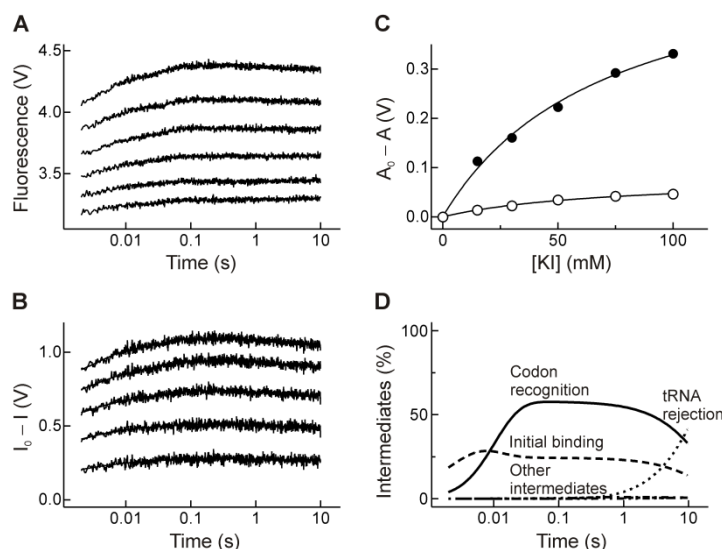 A
4.5
4.0
3.5
Fluorescence (V)
0.01 0.1 1 10
Time (s)
B
1.0
0.5
0.0
I₀ – I (V)
0.01 0.1 1 10
Time (s)
C
0.3
0.2
0.1
0.0
A₀ – A (V)
0 50 100
[KI] (mM)
D
100
50
0
Intermediates (%)
Codon
recognition
tRNA
rejection
Initial binding
Other
intermediates
0.01 0.1 1 10
Time (s)